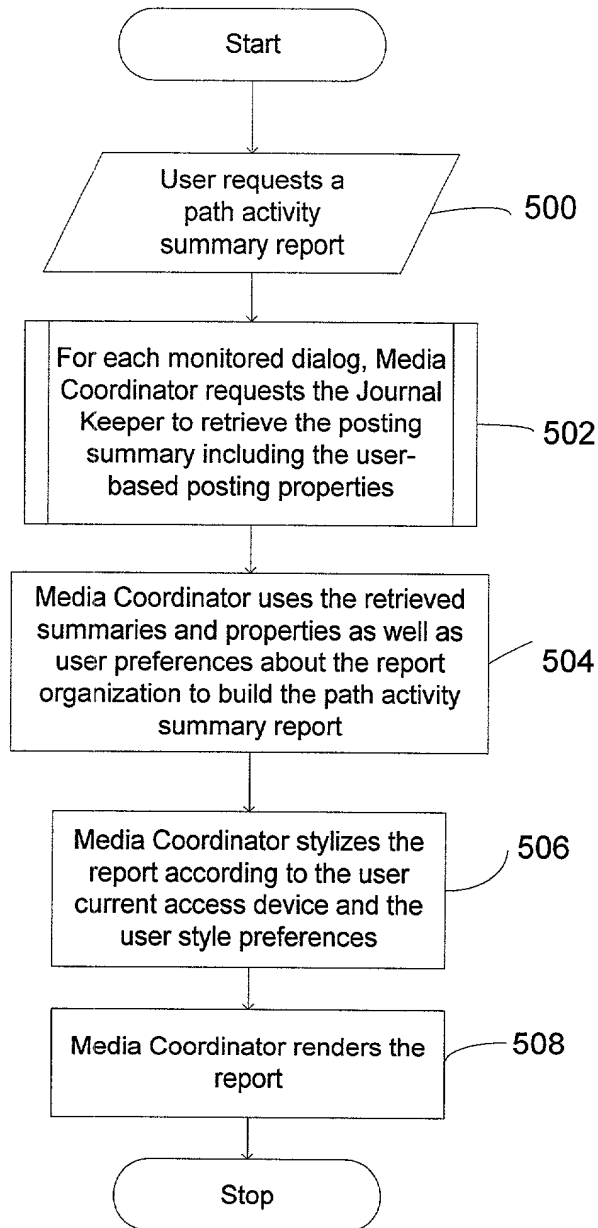 Start
User requests a
path activity
summary report
500
For each monitored dialog, Media
Coordinator requests the Journal
Keeper to retrieve the posting
summary including the user-
based posting properties
502
Media Coordinator uses the retrieved
summaries and properties as well as
user preferences about the report
organization to build the path activity
summary report
504
Media Coordinator stylizes the
report according to the user
current access device and the
user style preferences
506
Media Coordinator renders the
report
508
Stop